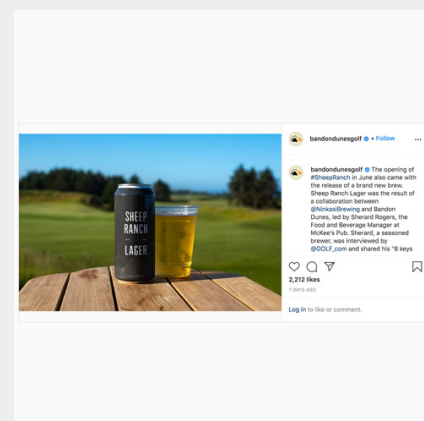 bandondunesgolf • Follow
bandondunesgolf The opening of
#SheepRanch in June also came with
the release of a brand new brew.
Sheep Ranch Lager was the result of
a collaboration between
@NinkasiBrewing and Bandon
Dunes, led by Sherard Rogers, the
Food and Beverage Manager at
McKee's Pub. Sherard, a seasoned
brewer, was interviewed by
@GOLF_com and shared his "8 keys
SHEEP
RANCH
LAGER
2,212 likes
7 DAYS AGO
Log in to like or comment.